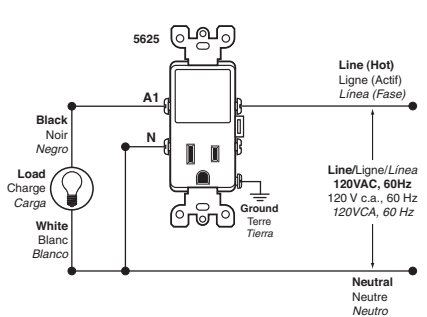 5625
Line (Hot)
Ligne (Actif)
Línea (Fase)
A1
Black
Noir
Negro
N
Load
Charge
Carga
Line/Ligne/Línea
120VAC, 60Hz
120 V c.a., 60 Hz
120VCA, 60 Hz
Ground
Terre
Tierra
White
Blanc
Blanco
Neutral
Neutre
Neutro